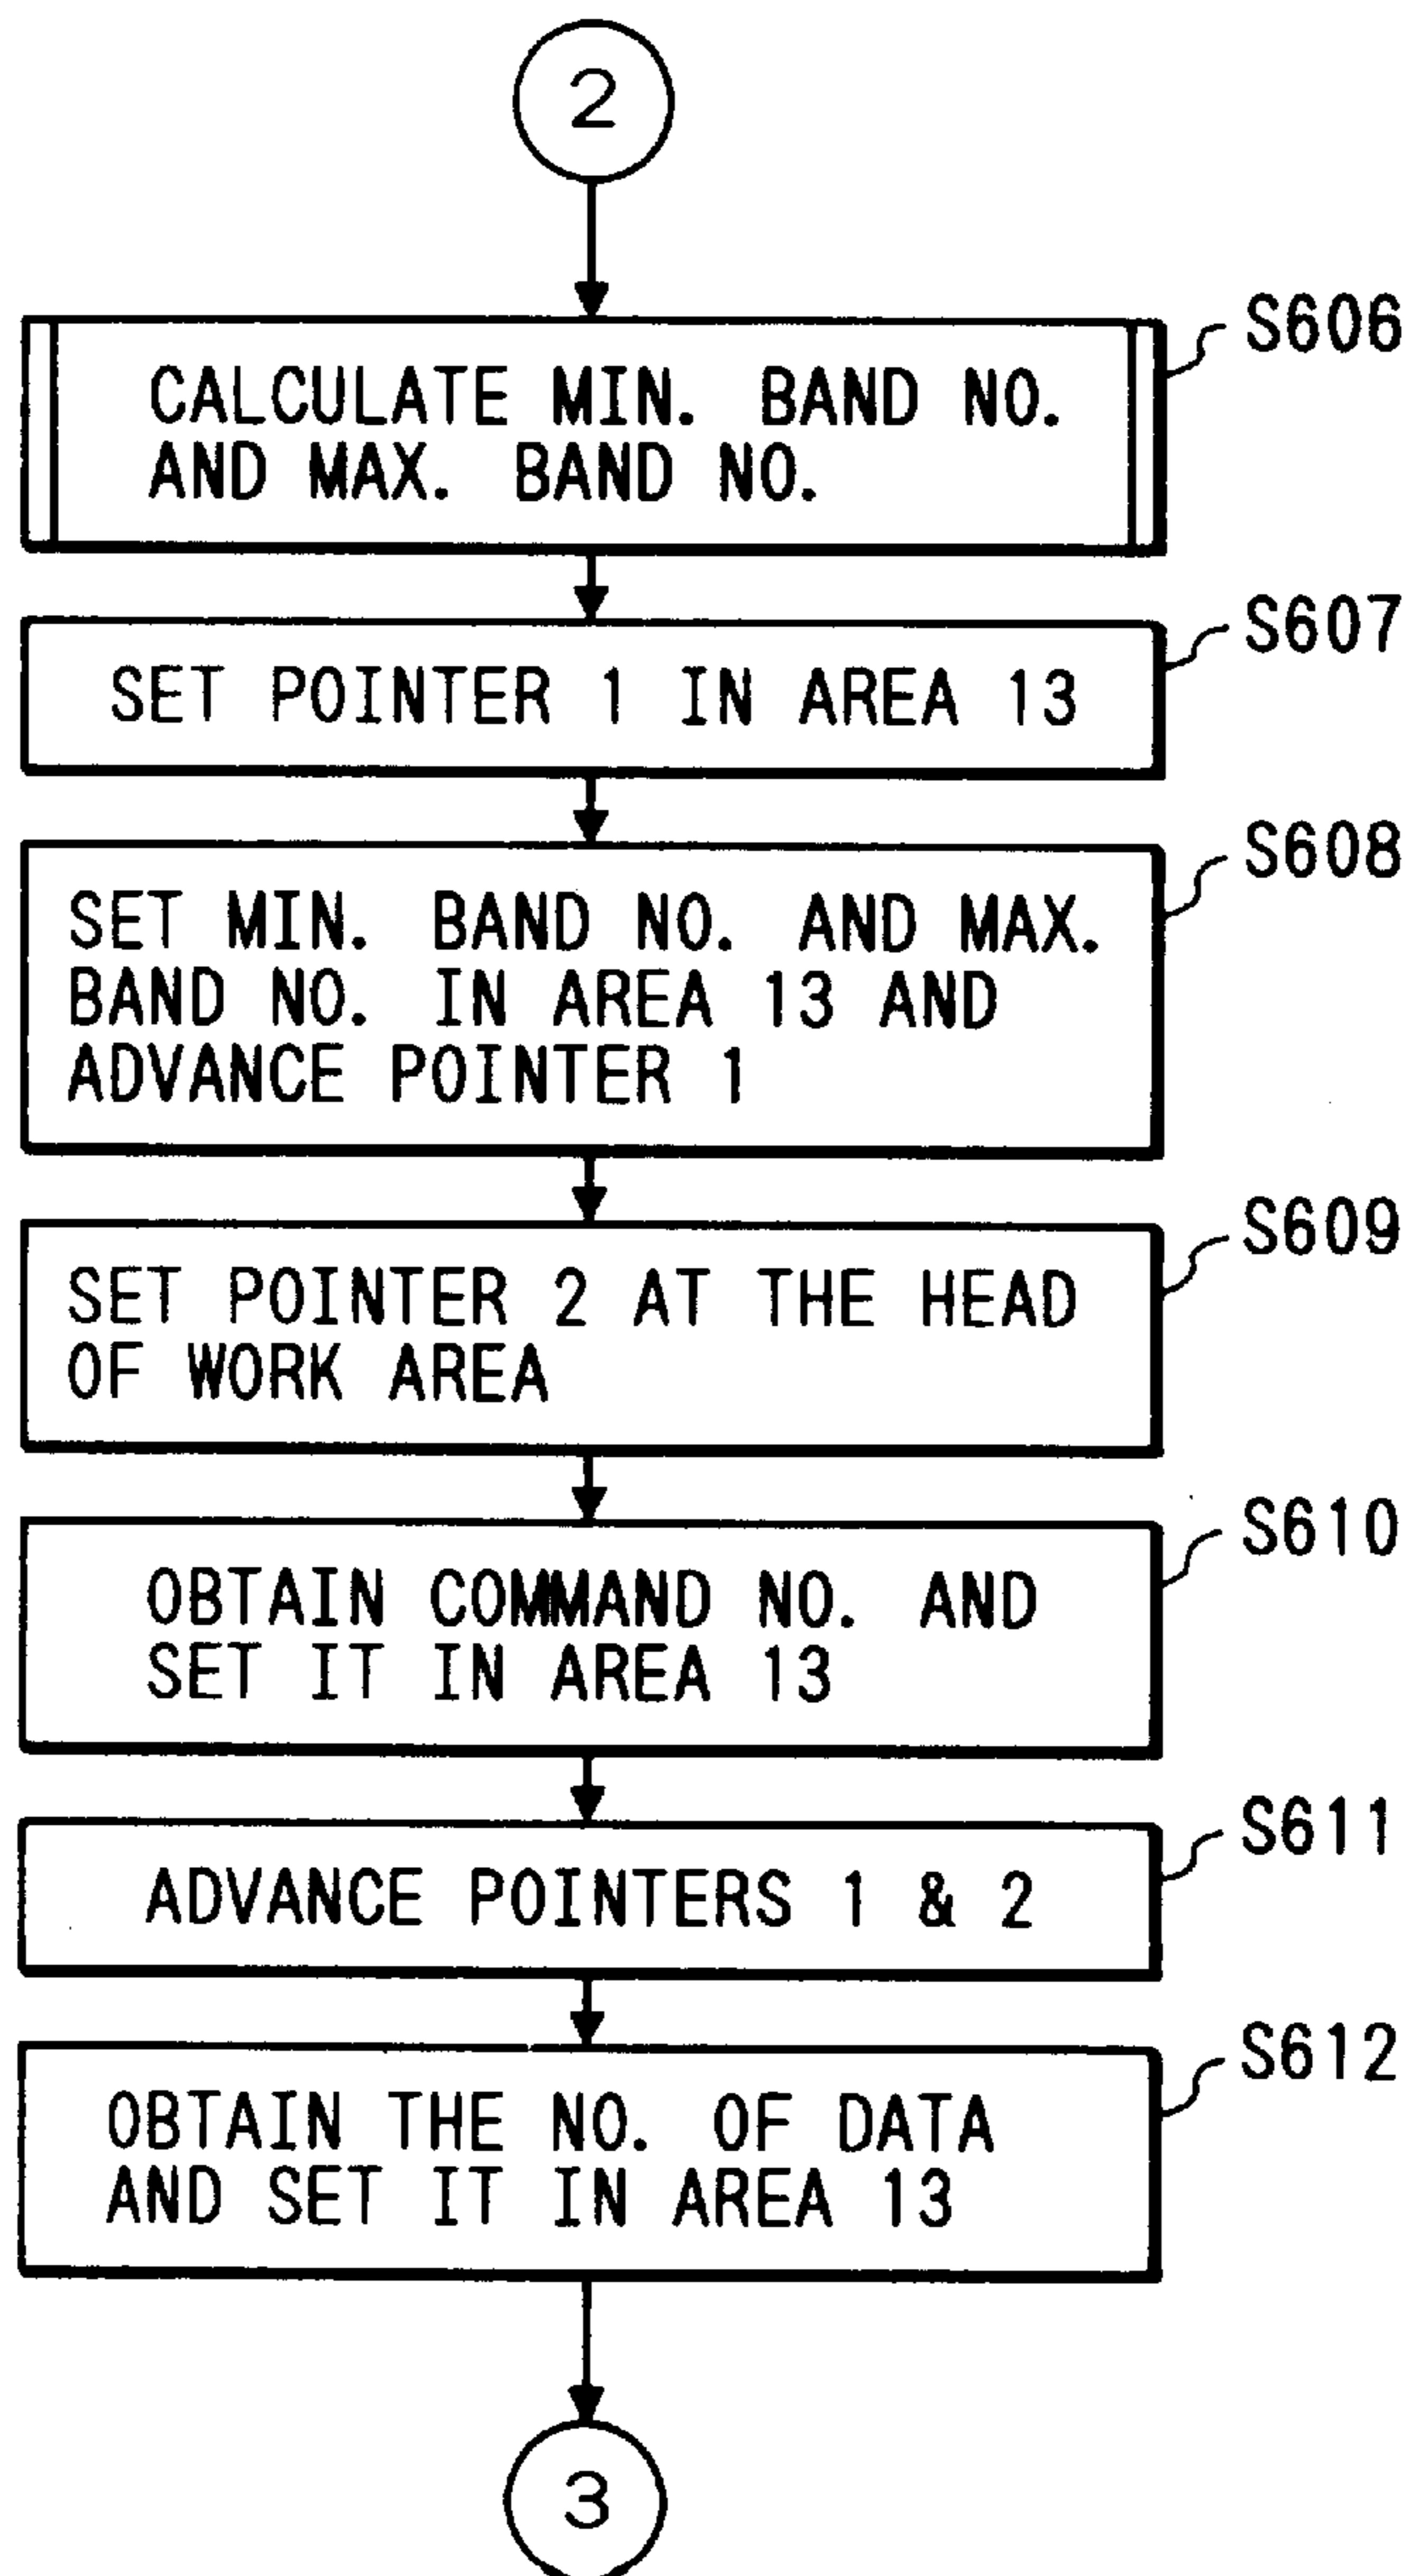 2
S606
CALCULATE MIN. BAND NO.
AND MAX. BAND NO.
S607
SET POINTER 1 IN AREA 13
S608
SET MIN. BAND NO. AND MAX.
BAND NO. IN AREA 13 AND
ADVANCE POINTER 1
S609
SET POINTER 2 AT THE HEAD
OF WORK AREA
S610
OBTAIN COMMAND NO. AND
SET IT IN AREA 13
S611
ADVANCE POINTERS 1 & 2
S612
OBTAIN THE NO. OF DATA
AND SET IT IN AREA 13
3